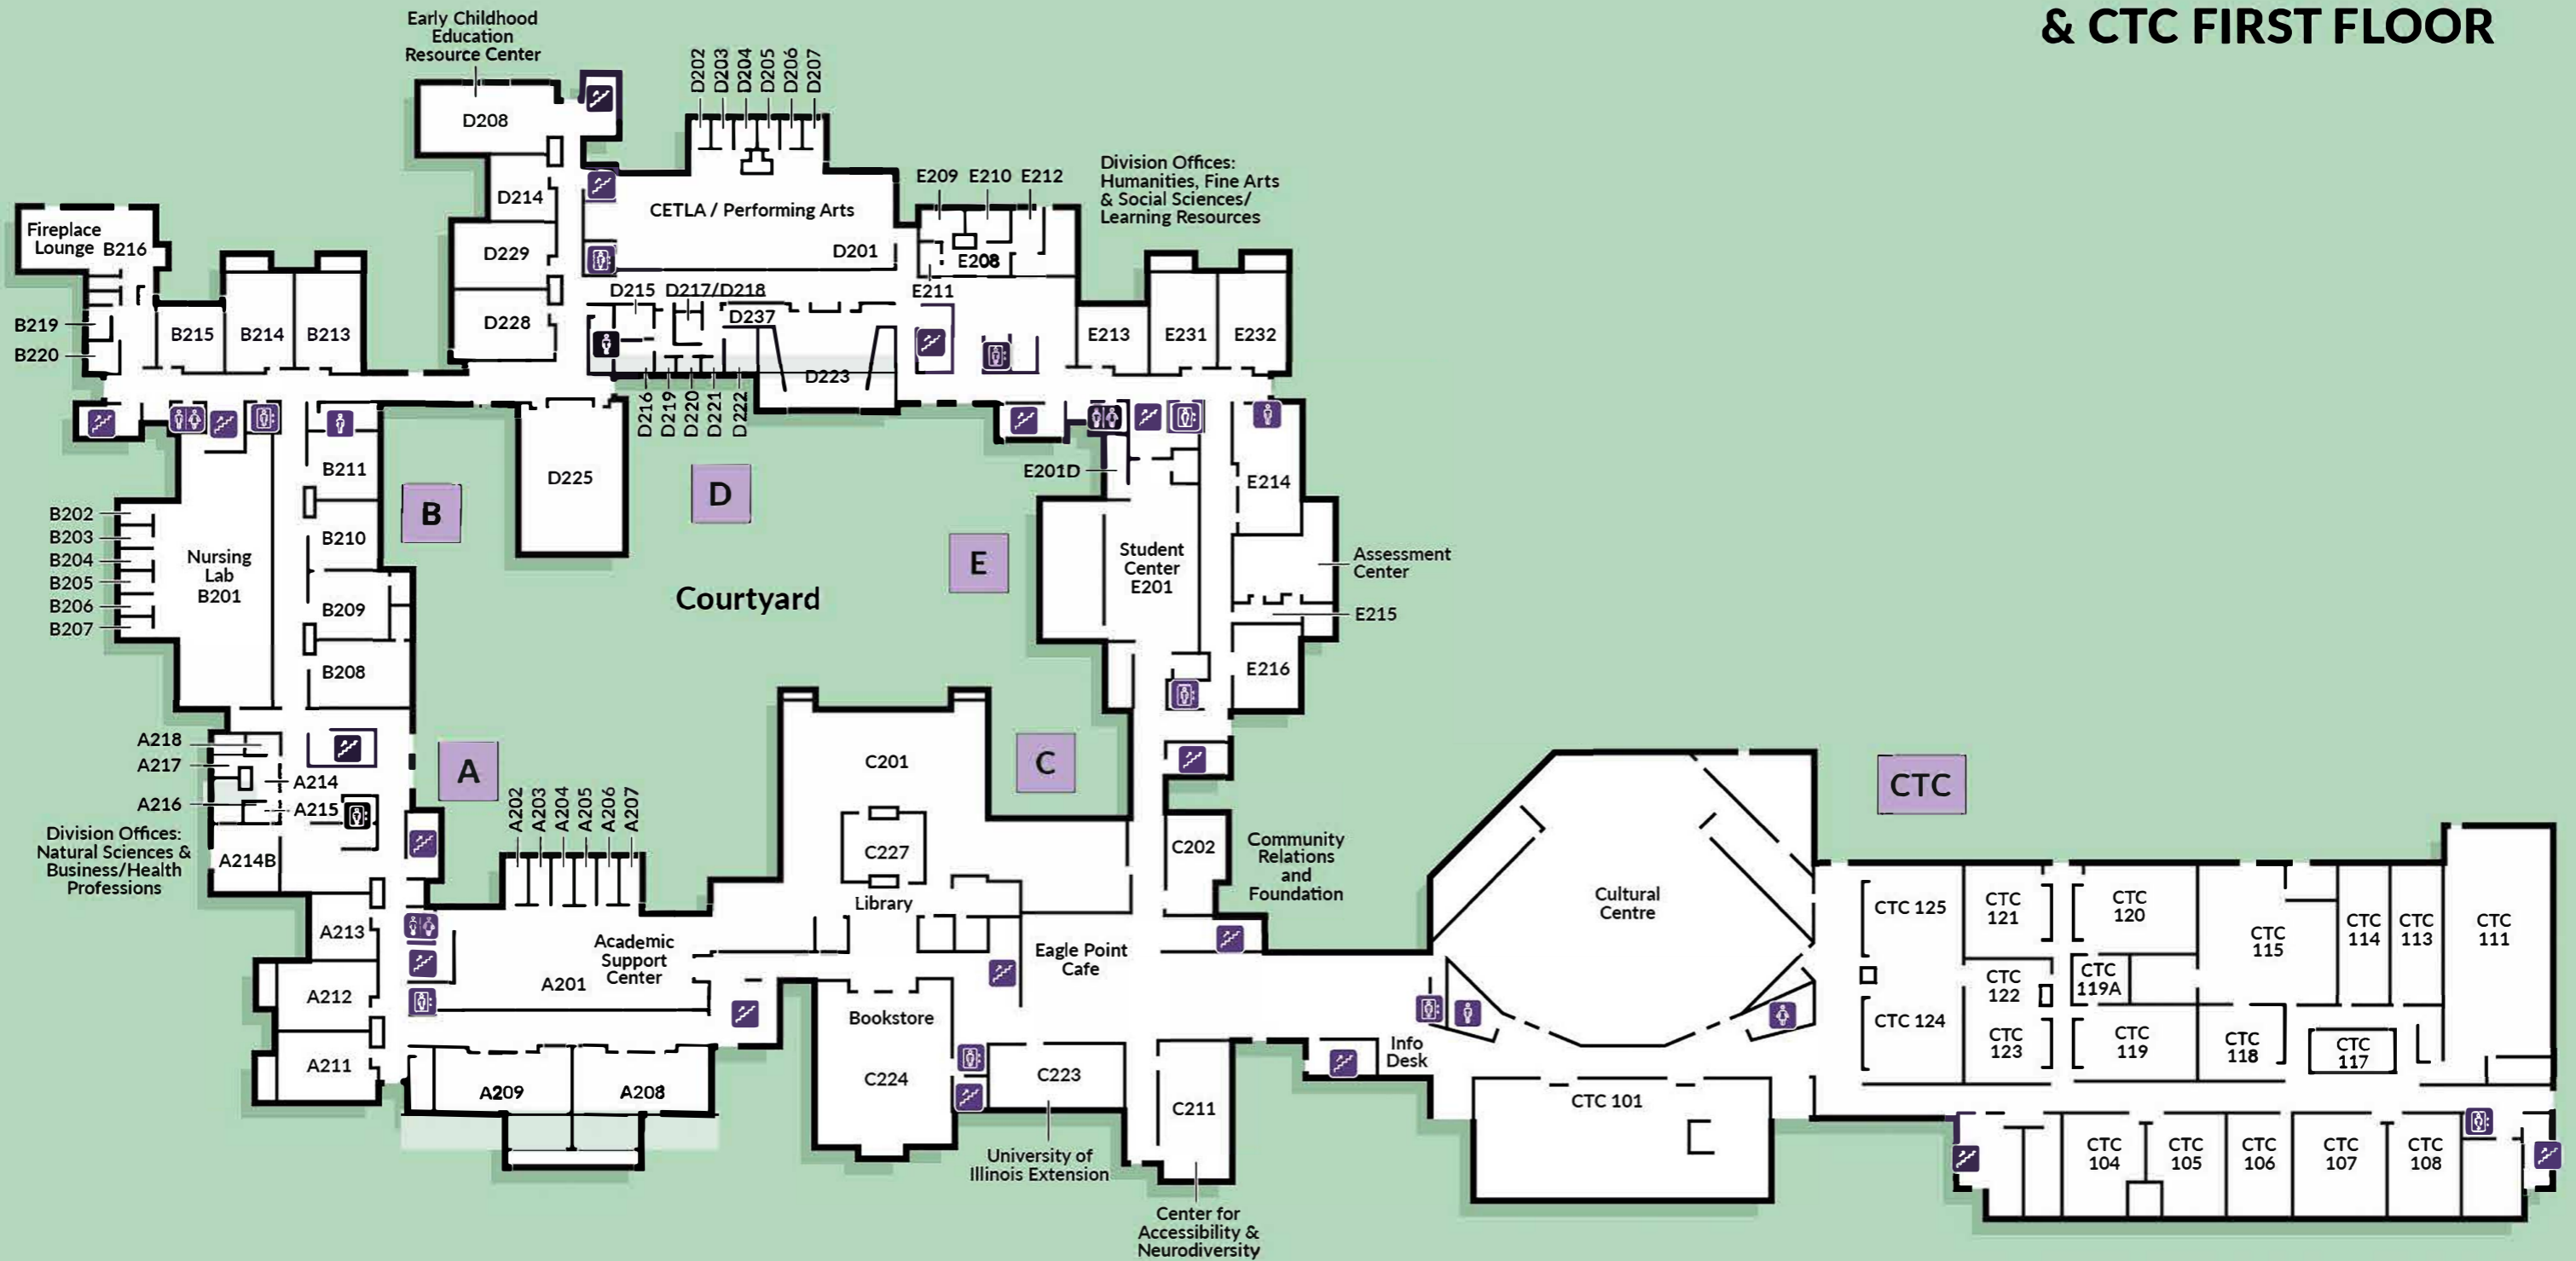 & CTC FIRST FLOOR
Early Childhood
Education
Resource Center
D208
D202
D203
D204
D205
D206
D207
D214
D229
D228
CETLA / Performing Arts
D201
E209
E210
E212
E208
E211
Division Offices:
Humanities, Fine Arts
& Social Sciences/
Learning Resources
Fireplace
Lounge
B216
B219
B220
B215
B214
B213
D215
D217/D218
D237
D223
D216
D219
D220
D221
D222
E213
E231
E232
B211
B210
B209
B208
B202
B203
B204
B205
B206
B207
Nursing
Lab
B201
B
D225
D
E
Courtyard
E201D
Student
Center
E201
E214
Assessment
Center
E215
E216
A218
A217
A214
A216
A215
Division Offices:
Natural Sciences &
Business/Health
Professions
A214B
A
A202
A203
A204
A205
A206
A207
A213
A212
A211
Academic
Support
Center
A201
A209
A208
C201
C227
Library
C
C202
Community
Relations
and
Foundation
Eagle Point
Cafe
Bookstore
C224
C223
University of
Illinois Extension
C211
Center for
Accessibility &
Neurodiversity
Info
Desk
Cultural
Centre
CTC 101
CTC
CTC 125
CTC 124
CTC
121
CTC
122
CTC
123
CTC
120
CTC
119A
CTC
119
CTC
115
CTC
118
CTC
114
CTC
113
CTC
117
CTC
111
CTC
104
CTC
105
CTC
106
CTC
107
CTC
108